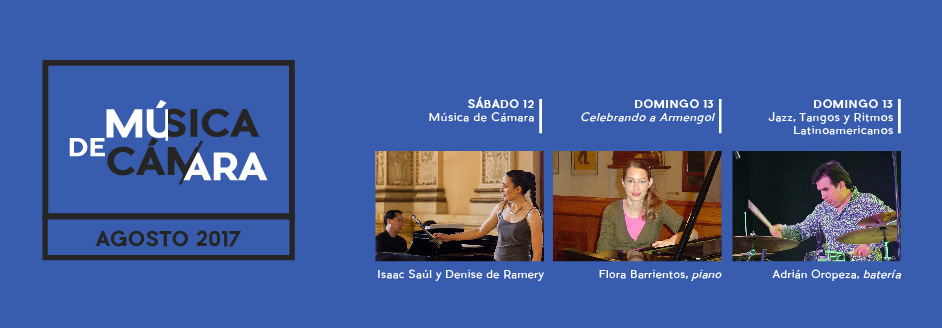 MÚSICA
DE
CÁMARA
AGOSTO 2017
SÁBADO 12
Música de Cámara
Isaac Saúl y Denise de Ramery
DOMINGO 13
Celebrando a Armengol
Flora Barrientos, piano
DOMINGO 13
Jazz, Tangos y Ritmos
Latinoamericanos
Adrián Oropeza, batería